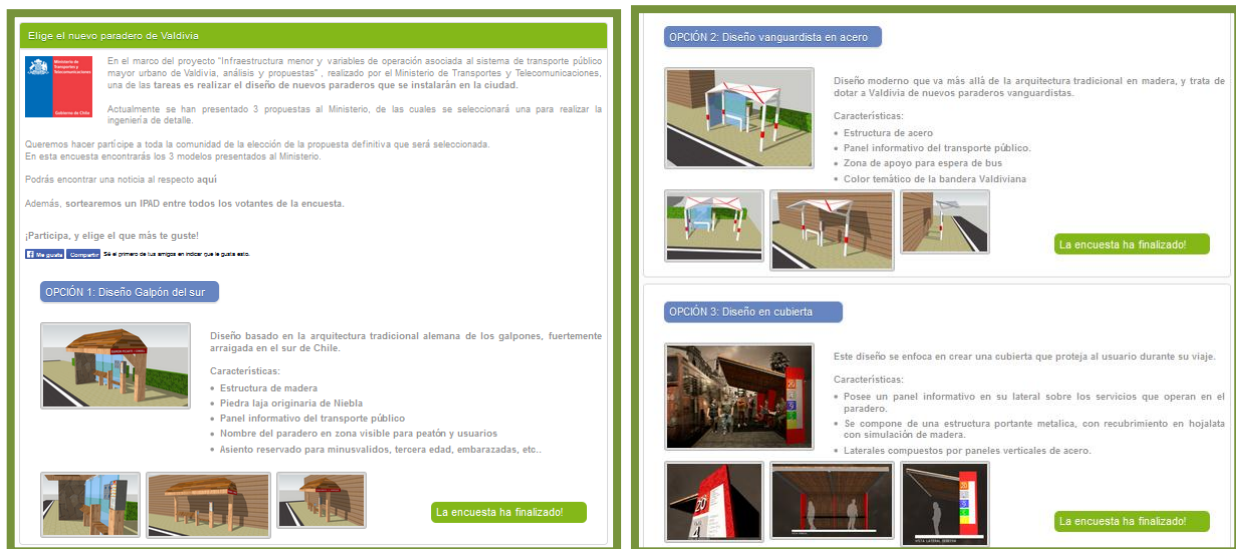 Elige el nuevo paradero de Valdivia
Ministerio de
Transportes y
Telecomunicaciones
Gobierno de Chile
En el marco del proyecto "Infraestructura menor y variables de operación asociada al sistema de transporte público
mayor urbano de Valdivia, análisis y propuestas" , realizado por el Ministerio de Transportes y Telecomunicaciones,
una de las tareas es realizar el diseño de nuevos paraderos que se instalarán en la ciudad.
Actualmente se han presentado 3 propuestas al Ministerio, de las cuales se seleccionará una para realizar la
ingeniería de detalle.
Queremos hacer partícipe a toda la comunidad de la elección de la propuesta definitiva que será seleccionada.
En esta encuesta encontrarás los 3 modelos presentados al Ministerio.
Podrás encontrar una noticia al respecto aquí
Además, sortearemos un IPAD entre todos los votantes de la encuesta.
¡Participa, y elige el que más te guste!
Me gusta Compartir Sé el primero de tus amigos en indicar que le gusta esto.
OPCIÓN 1: Diseño Galpón del sur
Diseño basado en la arquitectura tradicional alemana de los galpones, fuertemente
arraigada en el sur de Chile.
Características:
• Estructura de madera
• Piedra laja originaria de Niebla
• Panel informativo del transporte público
• Nombre del paradero en zona visible para peatón y usuarios
• Asiento reservado para minusvalidos, tercera edad, embarazadas, etc..
La encuesta ha finalizado!
OPCIÓN 2: Diseño vanguardista en acero
Diseño moderno que va más allá de la arquitectura tradicional en madera, y trata de
dotar a Valdivia de nuevos paraderos vanguardistas.
Características:
• Estructura de acero
• Panel informativo del transporte público.
• Zona de apoyo para espera de bus
• Color temático de la bandera Valdiviana
La encuesta ha finalizado!
OPCIÓN 3: Diseño en cubierta
Este diseño se enfoca en crear una cubierta que proteja al usuario durante su viaje.
Características:
• Posee un panel informativo en su lateral sobre los servicios que operan en el
paradero.
• Se compone de una estructura portante metalica, con recubrimiento en hojalata
con simulación de madera.
• Laterales compuestos por paneles verticales de acero.
20
20
La encuesta ha finalizado!